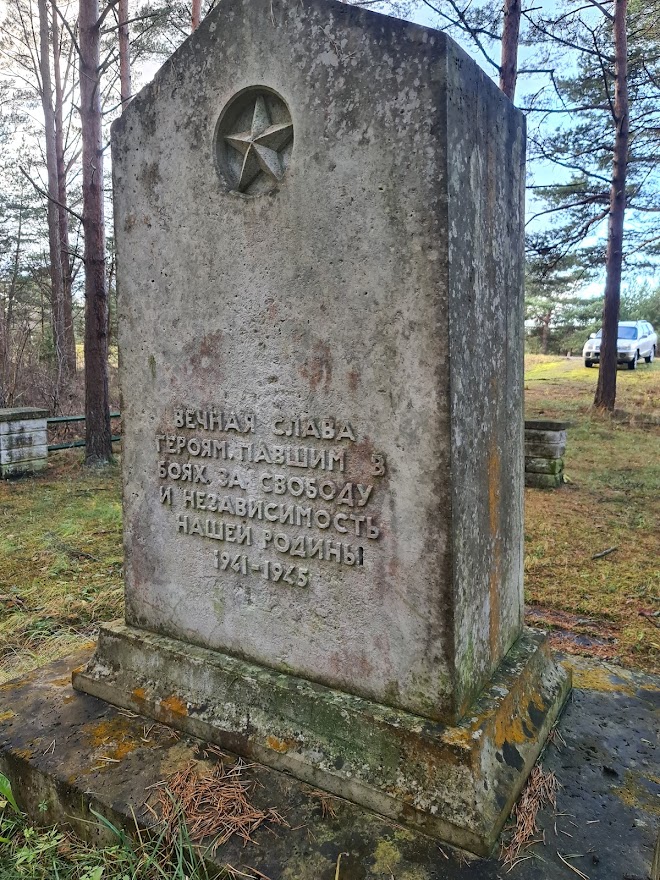 ВЕЧНАЯ СЛАВА
ГЕРОЯМ, ПАВШИМ В
БОЯХ, ЗА СВОБОДУ
И НЕЗАВИСИМОСТЬ
НАШЕЙ РОДИНЫ
1941-1945